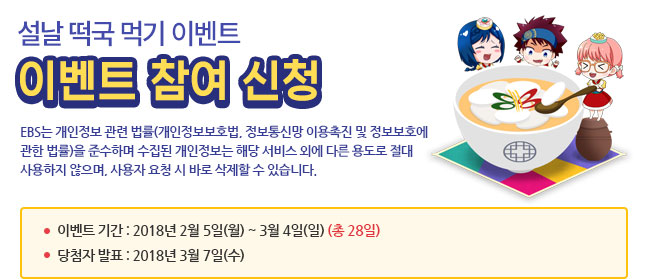 설날 떡국 먹기 이벤트
이벤트 참여 신청
EBS는 개인정보 관련 법률(개인정보보호법, 정보통신망 이용촉진 및 정보보호에
관한 법률)을 준수하며 수집된 개인정보는 해당 서비스 외에 다른 용도로 절대
사용하지 않으며, 사용자 요청 시 바로 삭제할 수 있습니다.
• 이벤트 기간 : 2018년 2월 5일(월) ~ 3월 4일(일) (총 28일)
• 당첨자 발표 : 2018년 3월 7일(수)